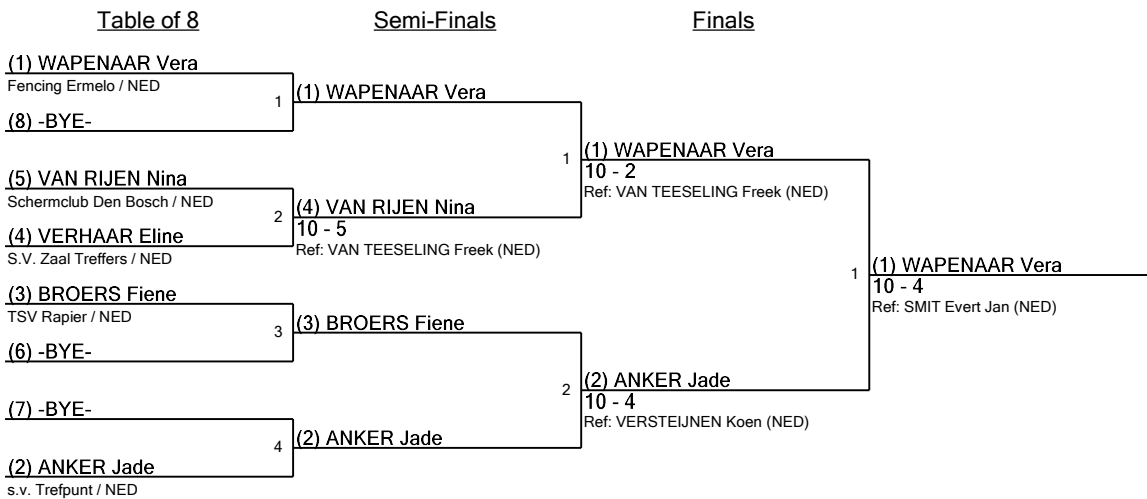 Table of 8
Semi-Finals
Finals
(1) WAPENAAR Vera
Fencing Ermelo / NED
1
(8) -BYE-
(5) VAN RIJEN Nina
Schermclub Den Bosch / NED
2
(4) VERHAAR Eline
S.V. Zaal Treffers / NED
(3) BROERS Fiene
TSV Rapier / NED
3
(6) -BYE-
(7) -BYE-
4
(2) ANKER Jade
s.v. Trefpunt / NED
(1) WAPENAAR Vera
1
(4) VAN RIJEN Nina
10 - 5
Ref: VAN TEESELING Freek (NED)
(3) BROERS Fiene
2
(2) ANKER Jade
(1) WAPENAAR Vera
10 - 2
Ref: VAN TEESELING Freek (NED)
1
(2) ANKER Jade
10 - 4
Ref: VERSTEIJNEN Koen (NED)
(1) WAPENAAR Vera
10 - 4
Ref: SMIT Evert Jan (NED)